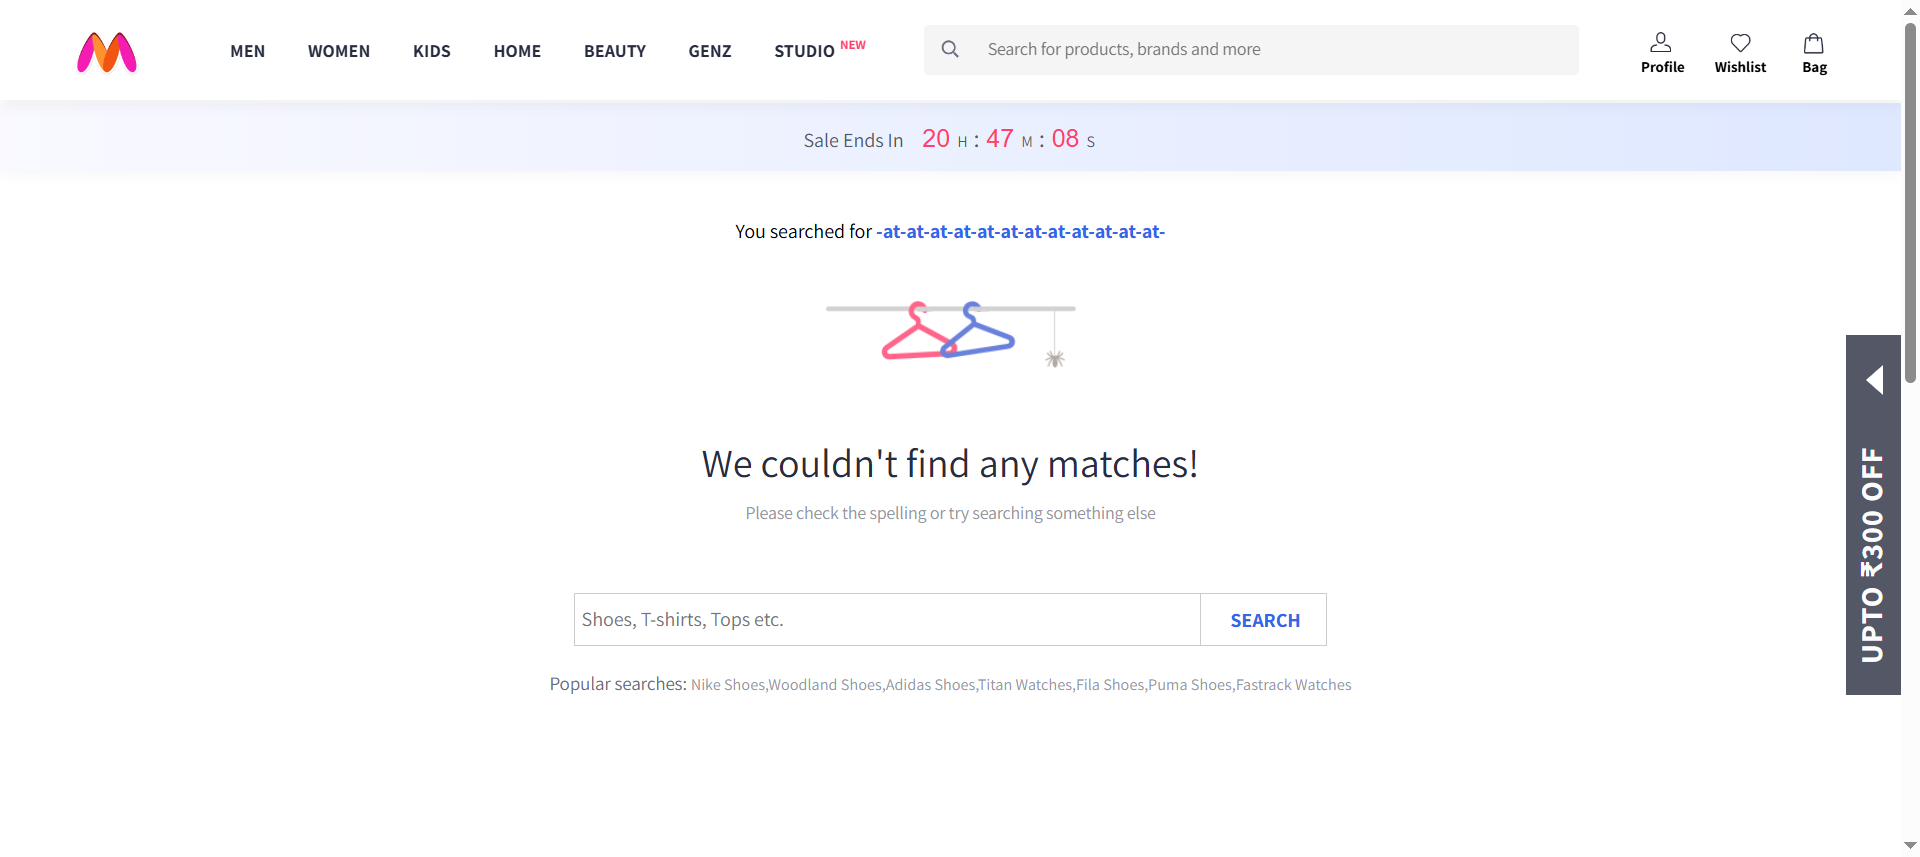 MEN WOMEN KIDS HOME BEAUTY GENZ STUDIO NEW Search for products, brands and more Profile Wishlist Bag
Sale Ends In 20 H : 47 M : 08 S
You searched for -at-at-at-at-at-at-at-at-at-at-at-at-
We couldn't find any matches!
Please check the spelling or try searching something else
Shoes, T-shirts, Tops etc. SEARCH
Popular searches: Nike Shoes,Woodland Shoes,Adidas Shoes,Titan Watches,Fila Shoes,Puma Shoes,Fastrack Watches
UPTO ₹300 OFF